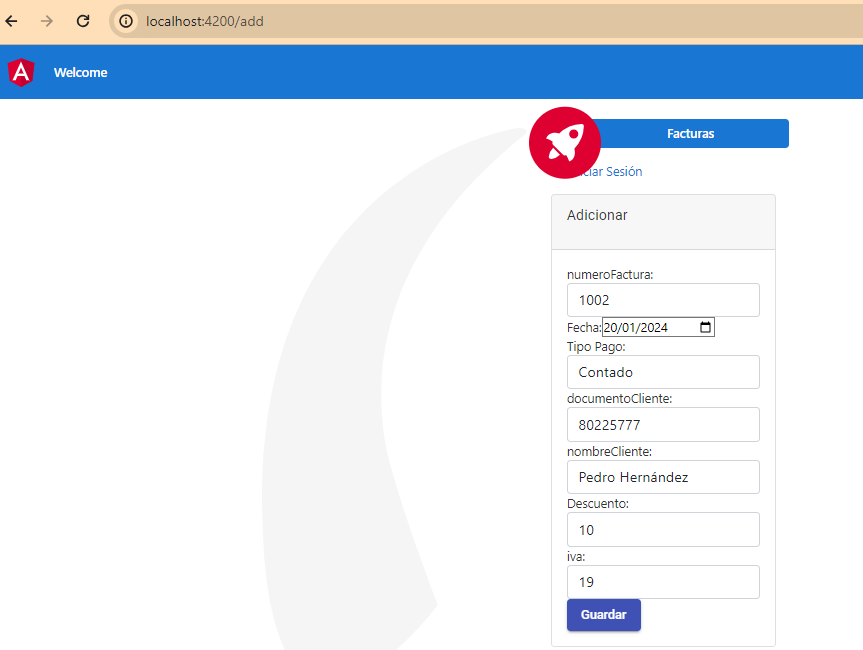 localhost:4200/add
Welcome
Facturas
Sesión
Adicionar
numeroFactura:
1002
Fecha: 20/01/2024
Tipo Pago:
Contado
documentoCliente:
80225777
nombreCliente:
Pedro Hernández
Descuento:
10
iva:
19
Guardar